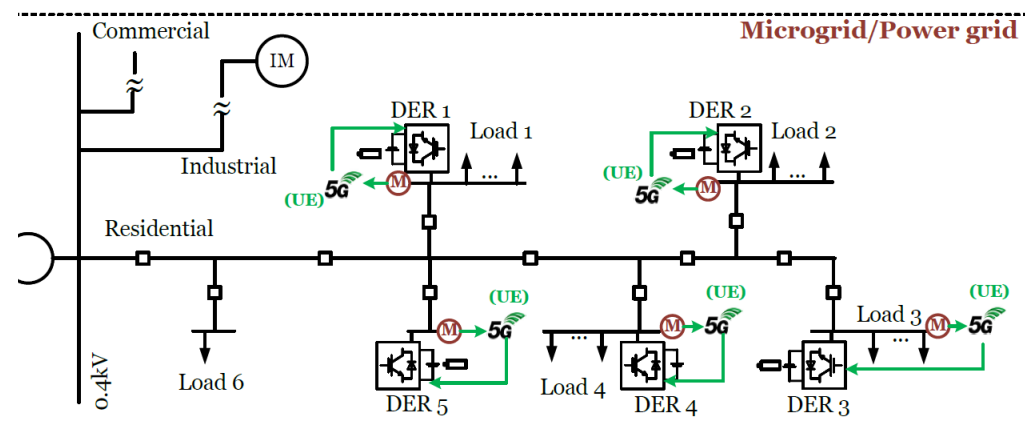 Microgrid/Power grid
Commercial
IM
Industrial
DER 1
Load 1
...
(UE)
5G
M
DER 2
Load 2
...
(UE)
5G
M
Residential
0.4kV
Load 6
M
5G
(UE)
DER 5
...
Load 4
M
5G
(UE)
DER 4
Load 3
...
M
5G
(UE)
DER 3